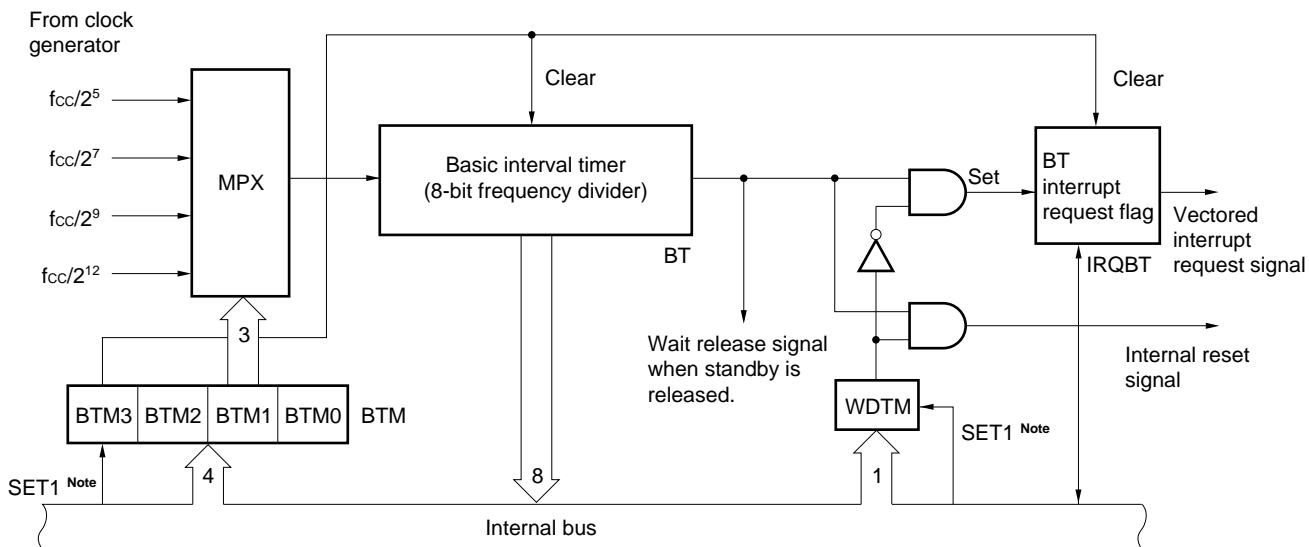 From clock
generator
Clear
Clear
fCC/2⁵
fCC/2⁷
fCC/2⁹
fCC/2¹²
MPX
Basic interval timer
(8-bit frequency divider)
BT
Set
BT
interrupt
request flag
IRQBT
Vectored
interrupt
request signal
3
Wait release signal
when standby is
released.
Internal reset
signal
BTM3 BTM2 BTM1 BTM0 BTM
WDTM
SET1 Note
SET1 Note
4
8
1
Internal bus